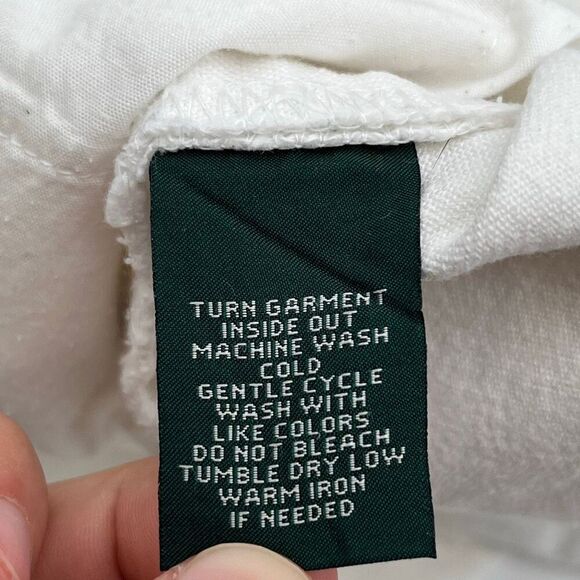 TURN GARMENT
INSIDE OUT
MACHINE WASH
COLD
GENTLE CYCLE
WASH WITH
LIKE COLORS
DO NOT BLEACH
TUMBLE DRY LOW
WARM IRON
IF NEEDED